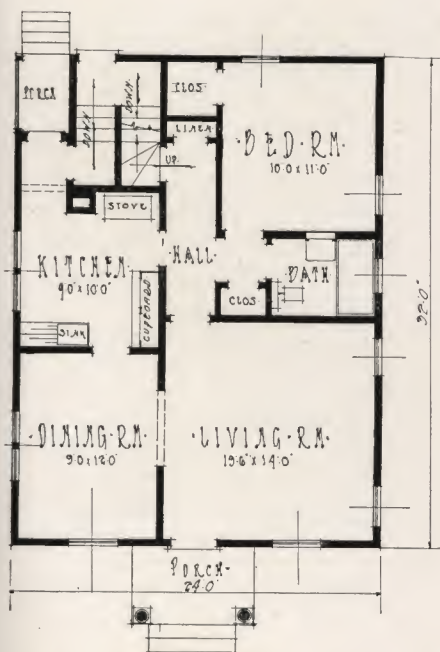 PORCH
DOWN
DOWN
UP
CLOS
LINEN
BED·RM·
10·0 x 11·0"
STOVE
KITCHEN
9·0" x 10·0"
HALL
BATH
CLOS
CUPBOARD
SINK
32·0"
·DINING·RM·
9·0 x 12·0"
·LIVING·RM·
13·6" x 14·0"
PORCH·
24·0"